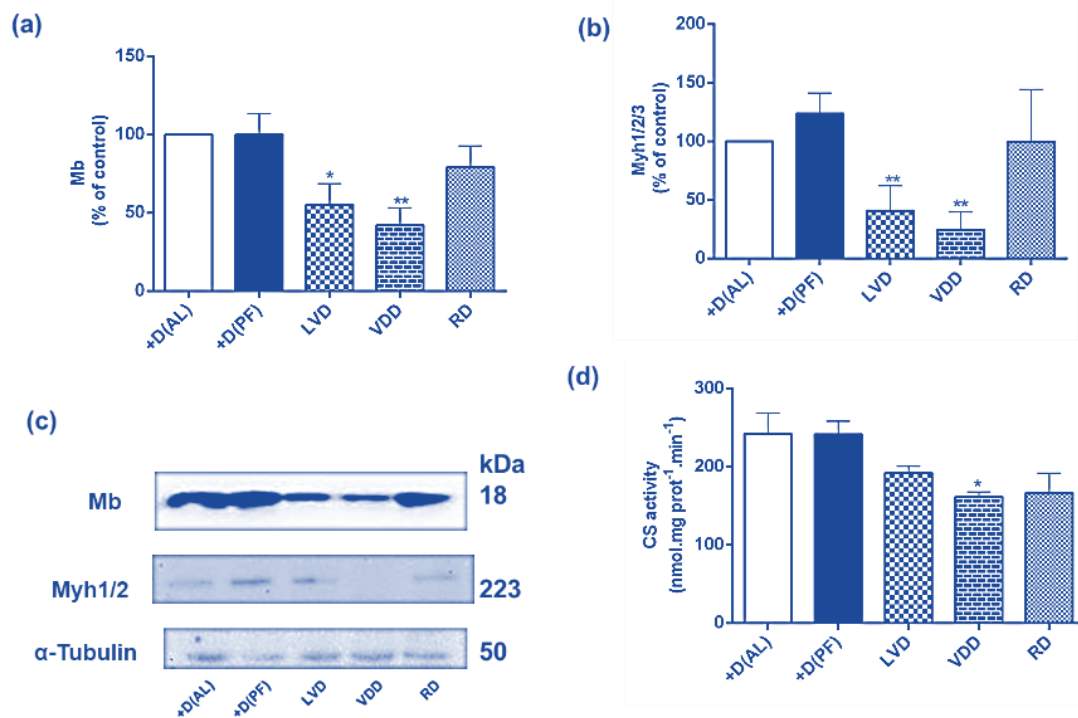 (a)
150
100
50
0
Mb
(% of control)
*
**
+D(AL)
+D(PF)
LVD
VDD
RD
(b)
200
150
100
50
0
Myh1/2/3
(% of control)
**
**
+D(AL)
+D(PF)
LVD
VDD
RD
(c)
kDa
Mb
18
Myh1/2
223
α-Tubulin
50
+D(AL)
+D(PF)
LVD
VDD
RD
(d)
300
200
100
0
CS activity
(nmol.mg prot⁻¹.min⁻¹)
*
+D(AL)
+D(PF)
LVD
VDD
RD